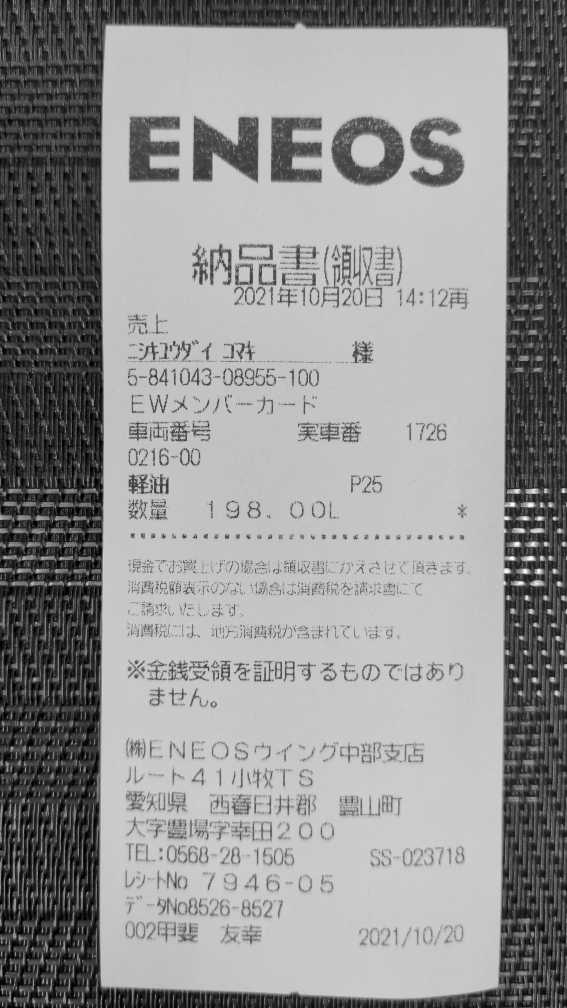 ENEOS
納品書(領収書)
2021年10月20日 14:12再
売上
ﾆｼｷﾕｳﾀﾞｲ ｺﾏｷ 様
5-841043-08955-100
EWメンバーカード
車両番号 実車番 1726
0216-00
軽油 P25
数量 198.00L *
現金でお買上げの場合は領収書にかえさせて頂きます。
消費税額表示のない場合は消費税を請求書にて
ご請求いたします。
消費税には、地方消費税が含まれています。
※金銭受領を証明するものではあり
ません。
㈱ENEOSウイング中部支店
ルート41小牧TS
愛知県 西春日井郡 豊山町
大字豊場字幸田200
TEL:0568-28-1505 SS-023718
ﾚｼｰﾄNo 7946-05
ﾃﾞｰﾀNo8526-8527
002甲斐 友幸 2021/10/20